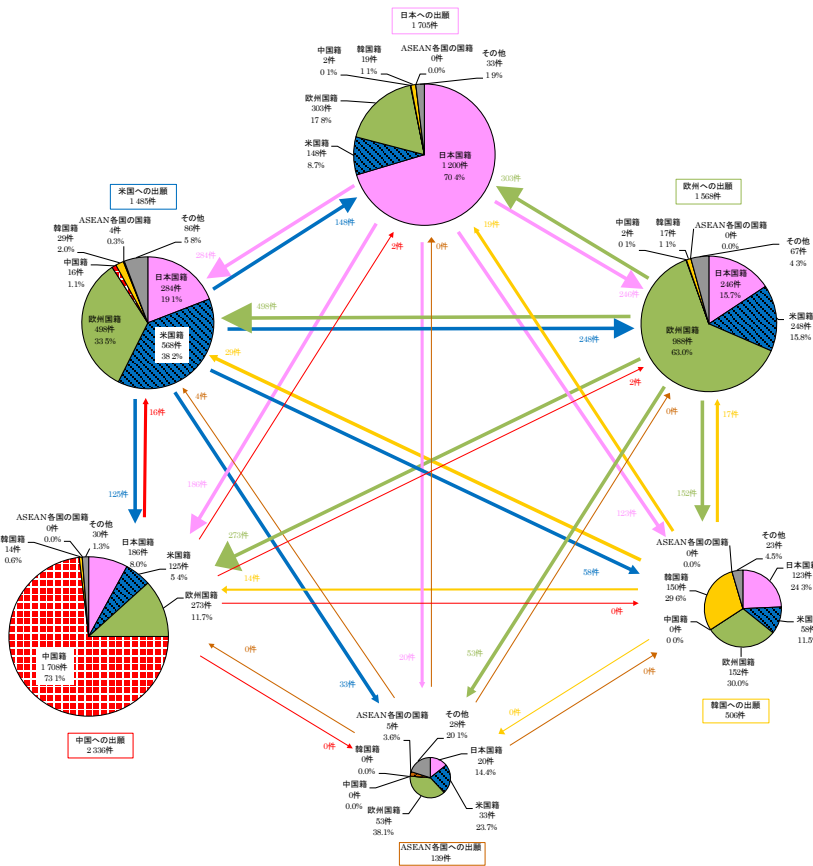 日本への出願
1 705件
中国籍
2件
0 1%
韓国籍
19件
1 1%
ASEAN各国の国籍
0件
0.0%
その他
33件
1 9%
欧州国籍
303件
17 8%
米国籍
148件
8.7%
日本国籍
1 200件
70 4%
米国への出願
1 485件
韓国籍
29件
2.0%
ASEAN各国の国籍
4件
0.3%
その他
86件
5 8%
中国籍
16件
1.1%
日本国籍
284件
19 1%
欧州国籍
498件
33 5%
米国籍
568件
38 2%
欧州への出願
1 568件
中国籍
2件
0 1%
韓国籍
17件
1 1%
ASEAN各国の国籍
0件
0.0%
その他
67件
4 3%
日本国籍
246件
15.7%
米国籍
248件
15.8%
欧州国籍
988件
63.0%
284件
148件
303件
246件
2件
0件
19件
498件
248件
29件
4件
2件
0件
16件
125件
186件
17件
152件
123件
273件
14件
58件
0件
20件
53件
33件
0件
0件
0件
0件
ASEAN各国の国籍
0件
0.0%
その他
30件
1.3%
韓国籍
14件
0.6%
日本国籍
186件
8.0%
米国籍
125件
5 4%
欧州国籍
273件
11.7%
中国籍
1 708件
73 1%
中国への出願
2 336件
ASEAN各国の国籍
0件
0.0%
その他
23件
4.5%
韓国籍
150件
29 6%
日本国籍
123件
24 3%
中国籍
0件
0 0%
米国
58件
11.5%
欧州国籍
152件
30.0%
韓国への出願
506件
ASEAN各国の国籍
5件
3.6%
その他
28件
20 1%
韓国籍
0件
0.0%
日本国籍
20件
14.4%
中国籍
0件
0.0%
米国籍
33件
23.7%
欧州国籍
53件
38.1%
ASEAN各国への出願
139件